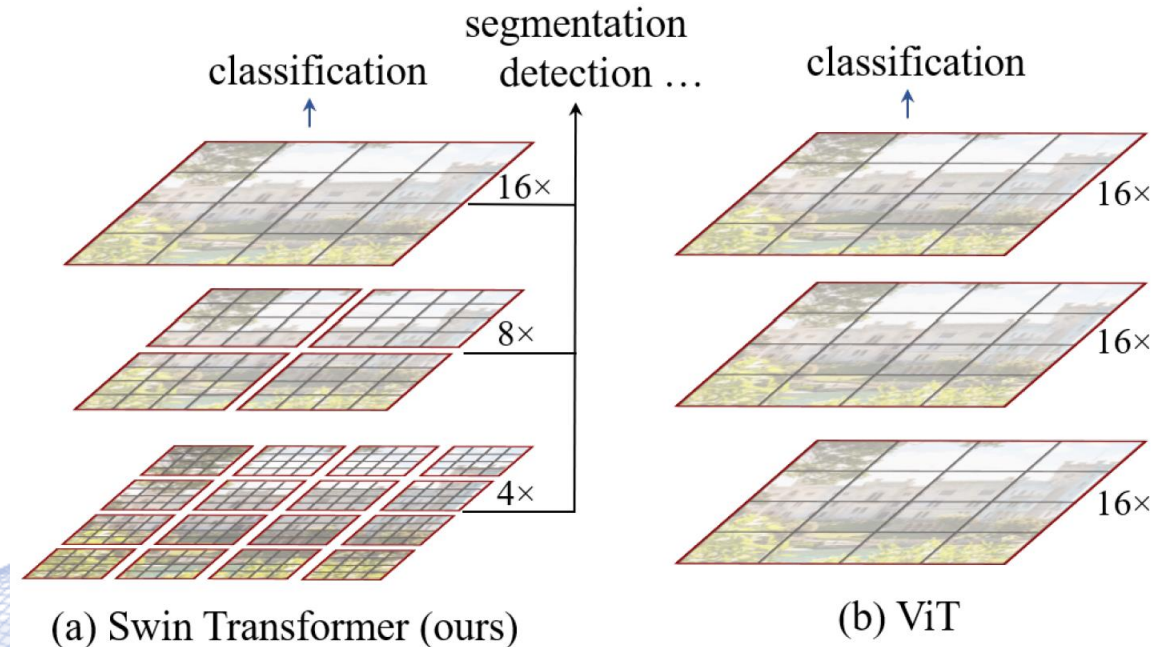 segmentation
detection ...
classification
16×
8×
4×
(a) Swin Transformer (ours)
classification
16×
16×
16×
(b) ViT